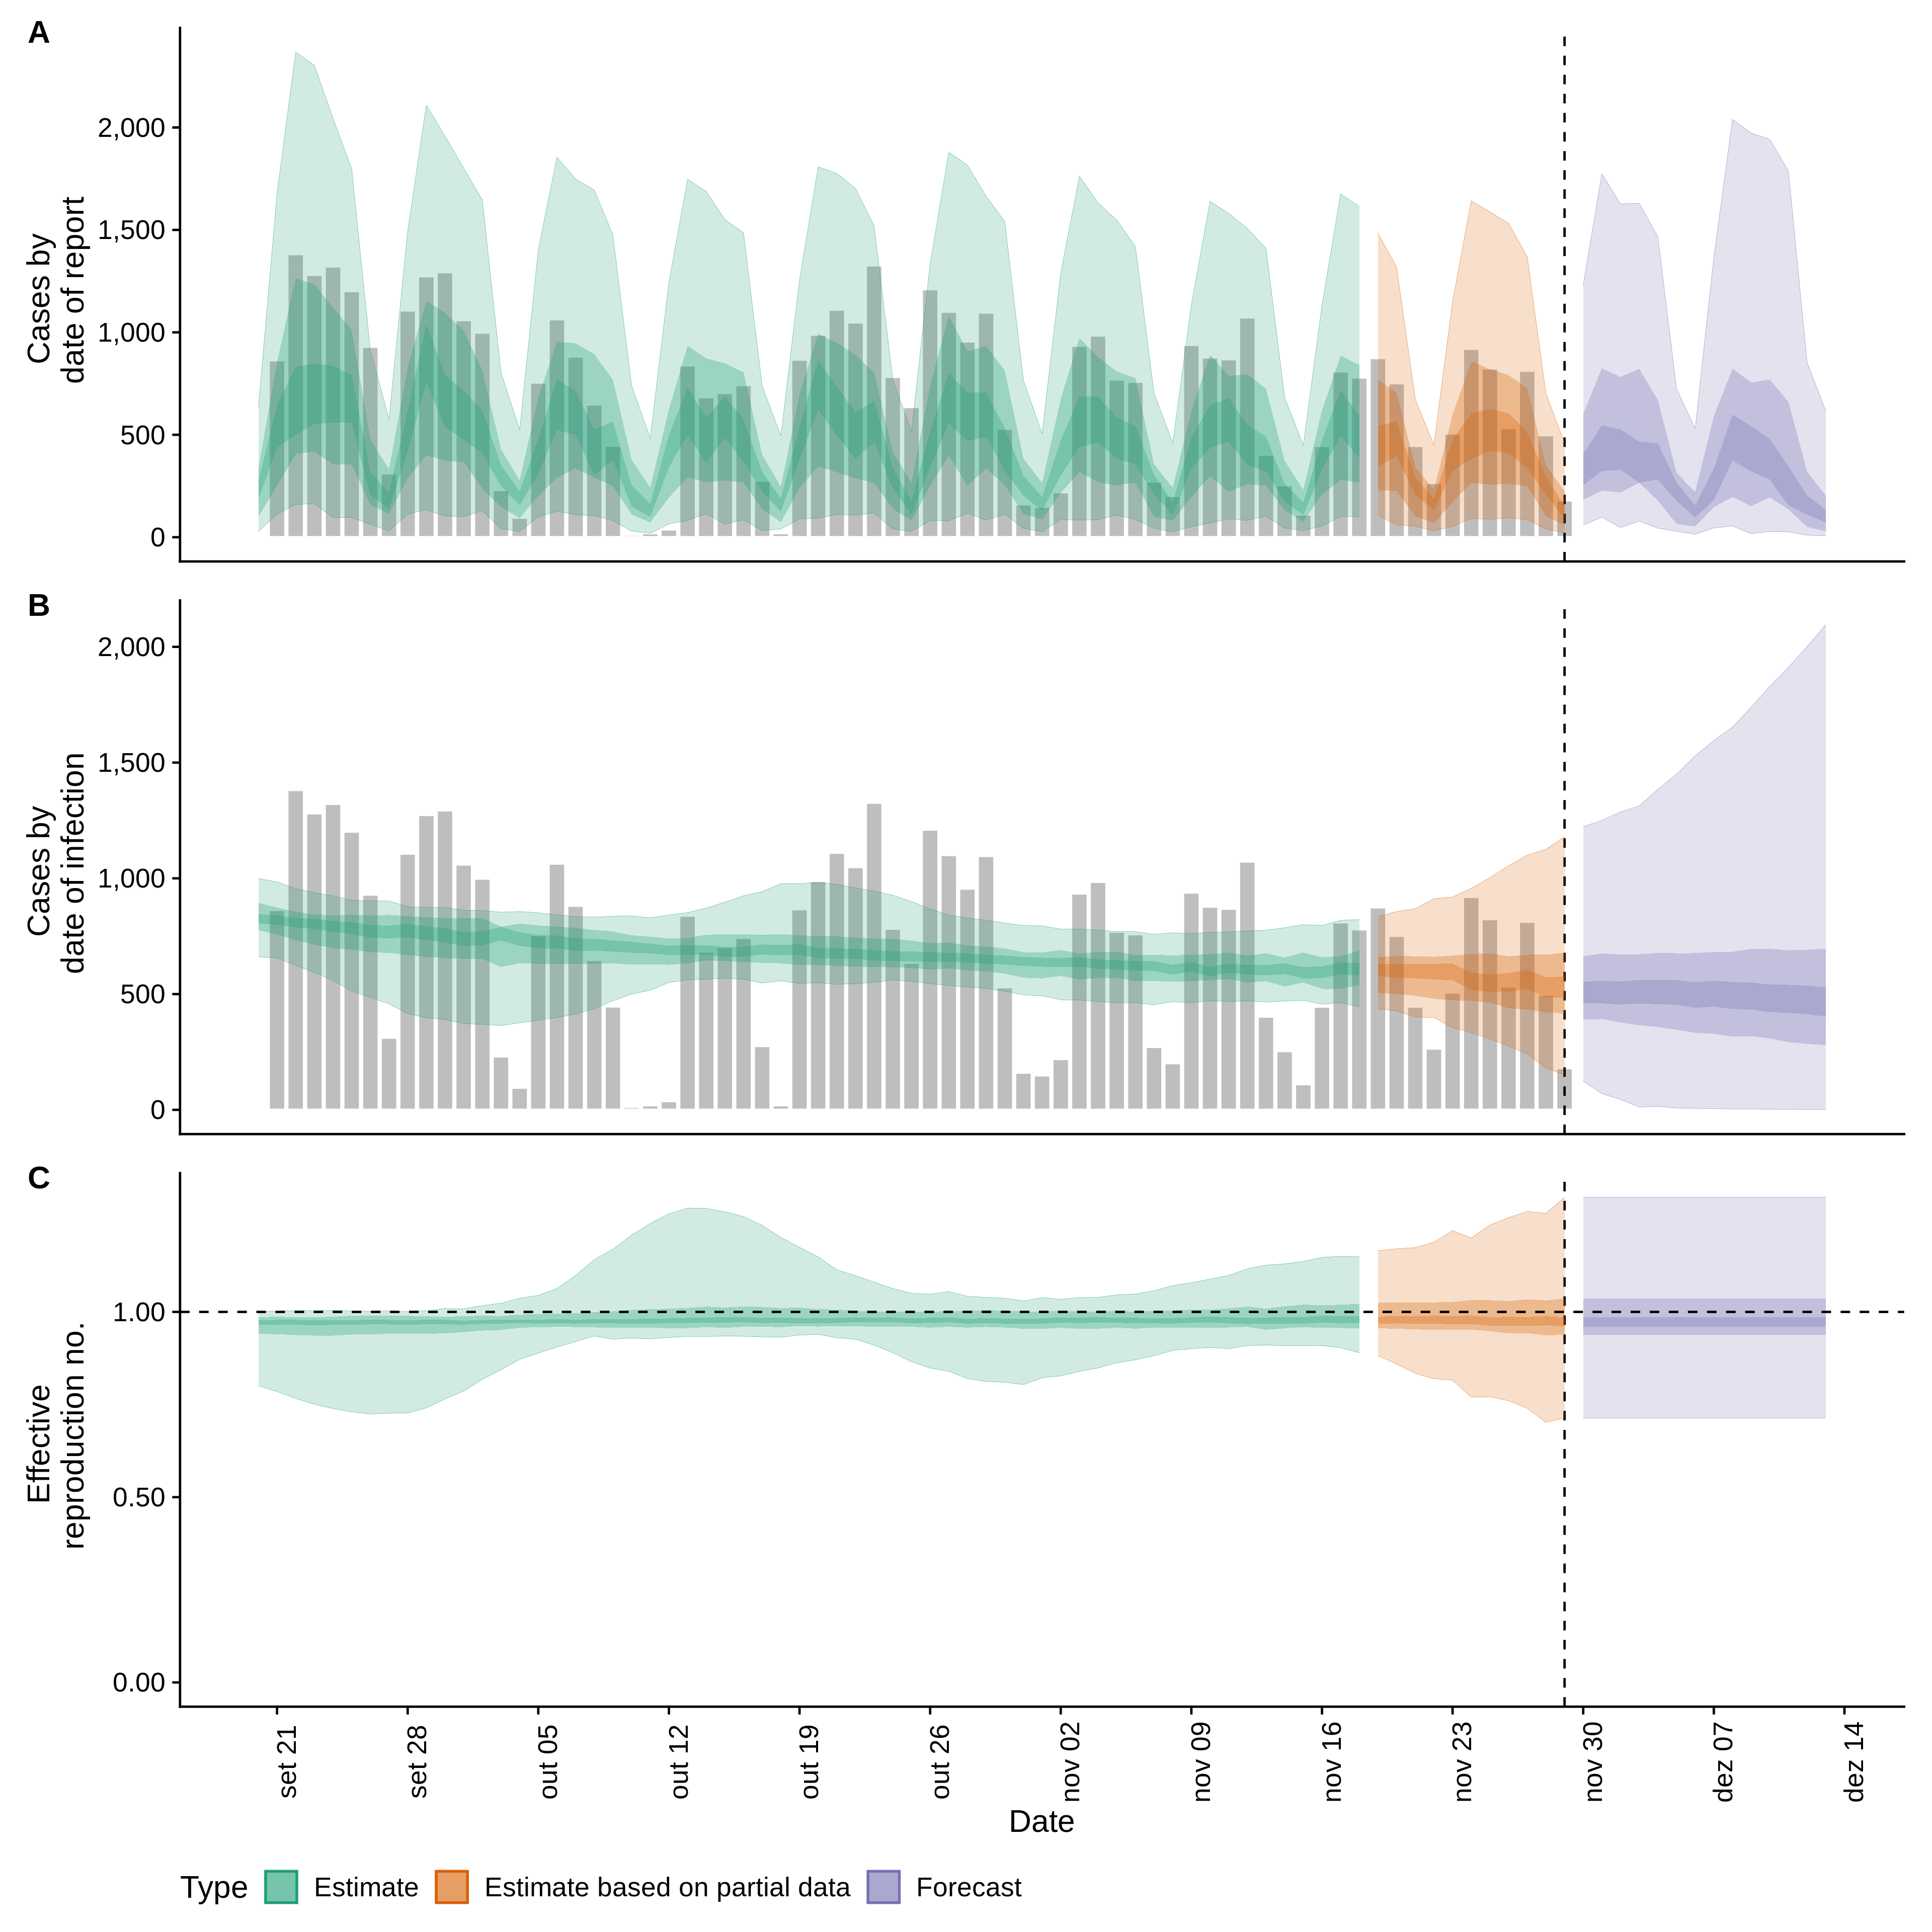 A
Cases by
date of report
2,000
1,500
1,000
500
0
B
Cases by
date of infection
2,000
1,500
1,000
500
0
C
Effective
reproduction no.
1.00
0.50
0.00
set 21
set 28
out 05
out 12
out 19
out 26
nov 02
nov 09
nov 16
nov 23
nov 30
dez 07
dez 14
Date
Type
Estimate
Estimate based on partial data
Forecast